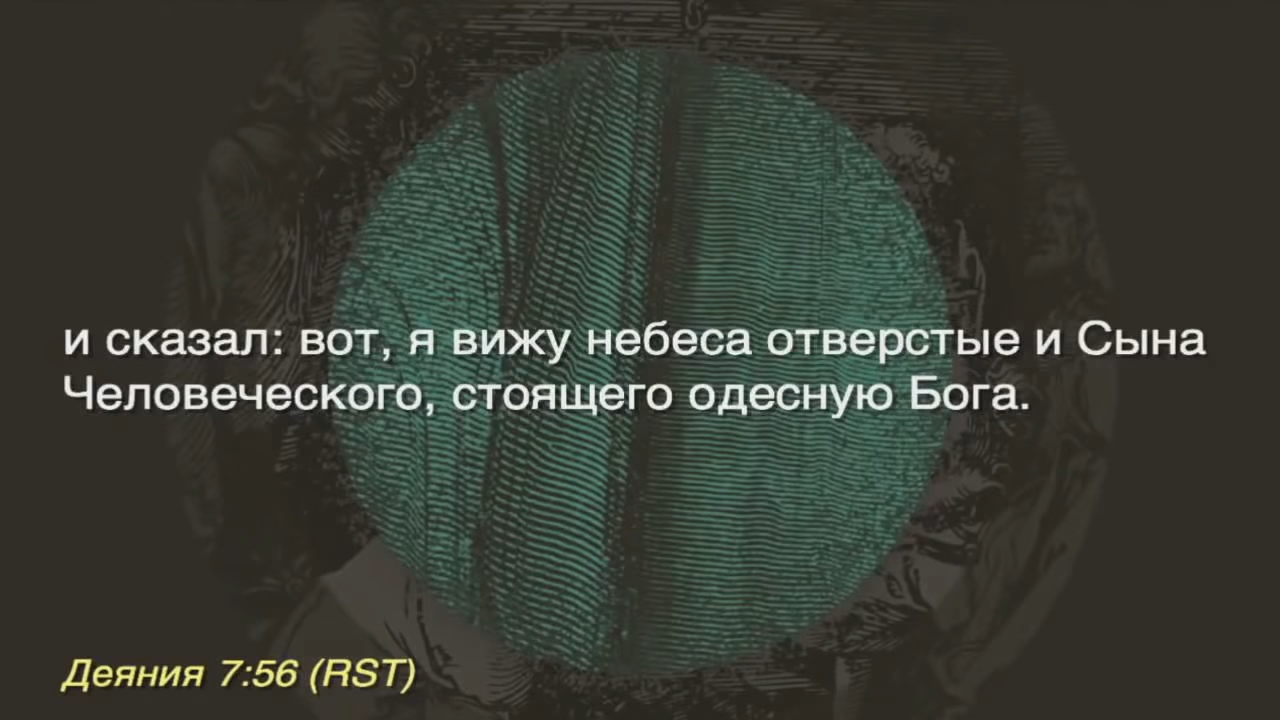 и сказал: вот, я вижу небеса отверстые и Сына
Человеческого, стоящего одесную Бога.
Деяния 7:56 (RST)